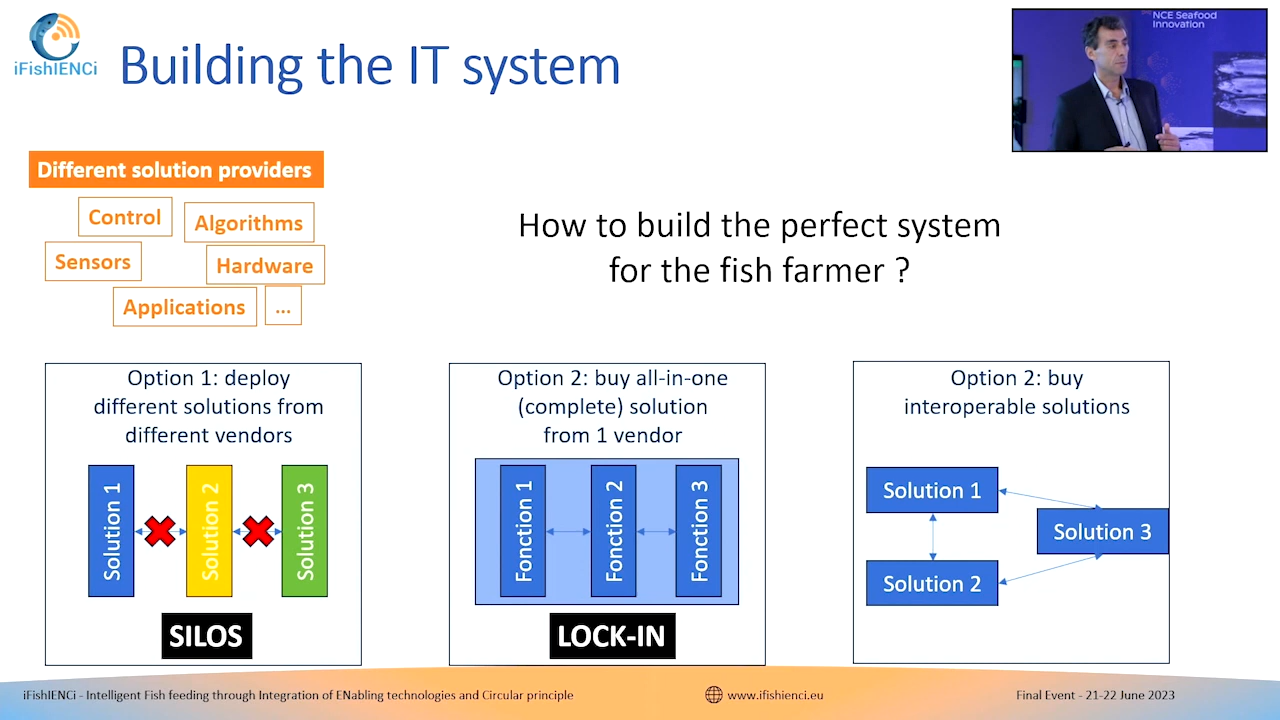 iFishIENCi
Building the IT system
NCE Seafood
Innovation
Different solution providers
Control
Algorithms
Sensors
Hardware
Applications
...
How to build the perfect system
for the fish farmer ?
Option 1: deploy
different solutions from
different vendors
Solution 1
Solution 2
Solution 3
SILOS
Option 2: buy all-in-one
(complete) solution
from 1 vendor
Fonction 1
Fonction 2
Fonction 3
LOCK-IN
Option 2: buy
interoperable solutions
Solution 1
Solution 3
Solution 2
iFishIENCi - Intelligent Fish feeding through Integration of ENabling technologies and Circular principle
www.ifishienci.eu
Final Event - 21-22 June 2023